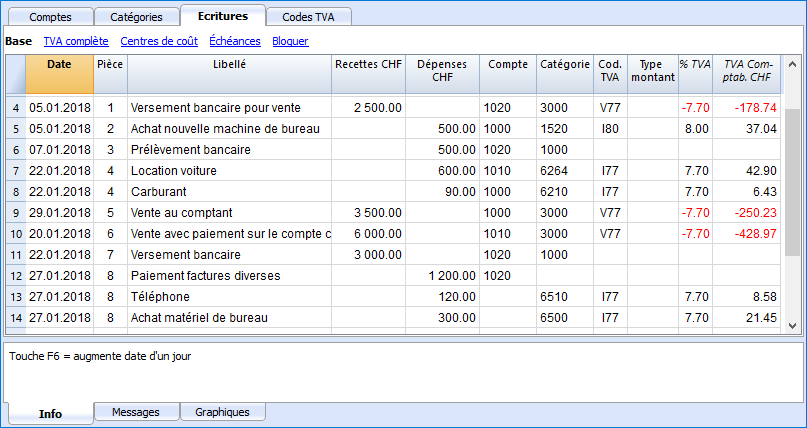 Comptes Catégories Ecritures Codes TVA
Base TVA complète Centres de coût Échéances Bloquer
Date Pièce Libellé Recettes CHF Dépenses CHF Compte Catégorie Cod. TVA Type montant % TVA TVA Com-ptab. CHF
4 05.01.2018 1 Versement bancaire pour vente 2 500.00 1020 3000 V77 -7.70 -178.74
5 05.01.2018 2 Achat nouvelle machine de bureau 500.00 1000 1520 I80 8.00 37.04
6 07.01.2018 3 Prélèvement bancaire 500.00 1020 1000
7 22.01.2018 4 Location voiture 600.00 1010 6264 I77 7.70 42.90
8 22.01.2018 4 Carburant 90.00 1000 6210 I77 7.70 6.43
9 29.01.2018 5 Vente au comptant 3 500.00 1000 3000 V77 -7.70 -250.23
10 20.01.2018 6 Vente avec paiement sur le compte c 6 000.00 1010 3000 V77 -7.70 -428.97
11 22.01.2018 7 Versement bancaire 3 000.00 1020 1000
12 27.01.2018 8 Paiement factures diverses 1 200.00 1020
13 27.01.2018 8 Téléphone 120.00 6510 I77 7.70 8.58
14 27.01.2018 8 Achat matériel de bureau 300.00 6500 I77 7.70 21.45
Touche F6 = augmente date d'un jour
Info Messages Graphiques